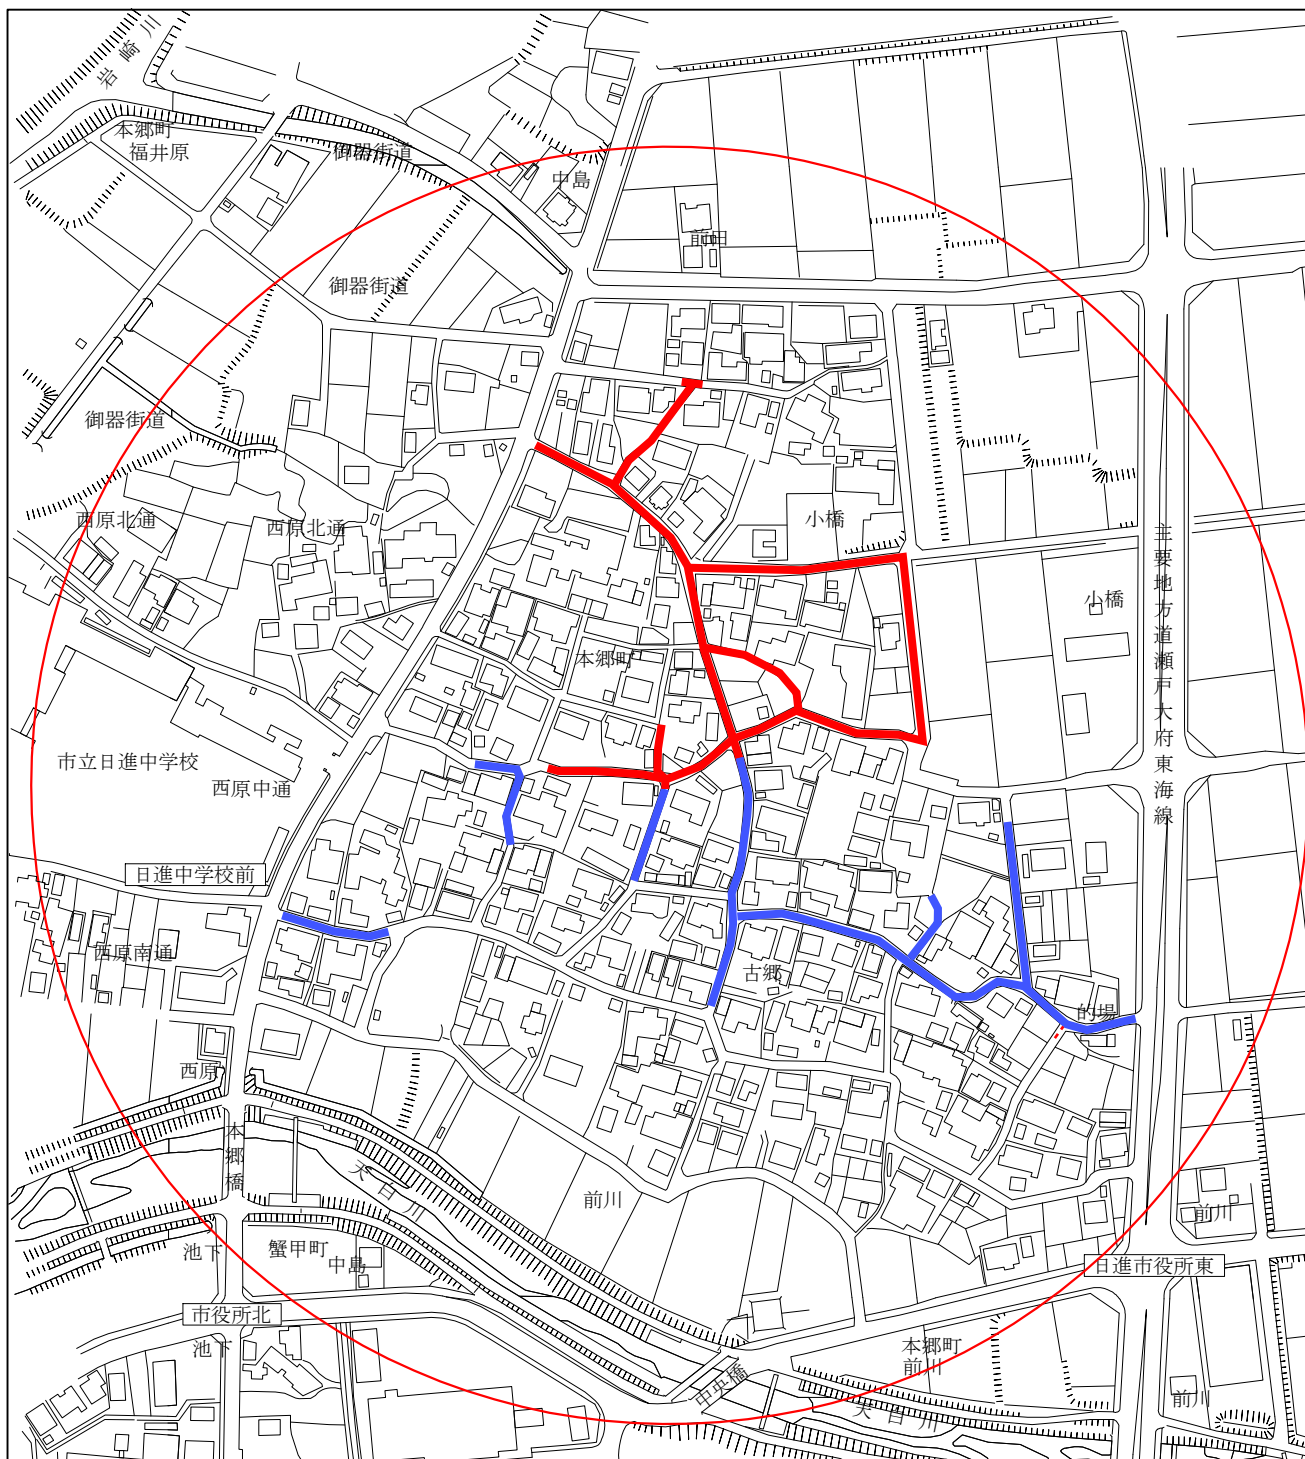 岩崎川
本郷町
福井原
御器街道
中島
前田
御器街道
御器街道
西原北通
西原北通
小橋
主要地方道瀬戸大府東海線
小橋
本郷町
市立日進中学校
西原中通
日進中学校前
西原南通
古郷
的場
西原
本郷橋
天白川
前川
前川
池下
蟹甲町
中島
日進市役所東
市役所北
池下
本郷町
前川
中央橋
前川
天白川